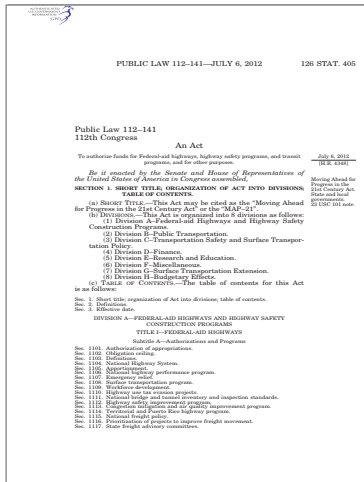 AUTHENTICATED
U.S. GOVERNMENT
INFORMATION
GPO
PUBLIC LAW 112–141—JULY 6, 2012 126 STAT. 405
Public Law 112–141
112th Congress
An Act
To authorize funds for Federal-aid highways, highway safety programs, and transit
programs, and for other purposes.
July 6, 2012
[H.R. 4348]
Be it enacted by the Senate and House of Representatives of
the United States of America in Congress assembled,
Moving Ahead for
Progress in the
21st Century Act.
State and local
governments.
23 USC 101 note.
SECTION 1. SHORT TITLE; ORGANIZATION OF ACT INTO DIVISIONS;
TABLE OF CONTENTS.
(a) SHORT TITLE.—This Act may be cited as the "Moving Ahead
for Progress in the 21st Century Act" or the "MAP–21".
(b) DIVISIONS.—This Act is organized into 8 divisions as follows:
(1) Division A–Federal-aid Highways and Highway Safety
Construction Programs.
(2) Division B–Public Transportation.
(3) Division C–Transportation Safety and Surface Transpor-
tation Policy.
(4) Division D–Finance.
(5) Division E–Research and Education.
(6) Division F–Miscellaneous.
(7) Division G–Surface Transportation Extension.
(8) Division H–Budgetary Effects.
(c) TABLE OF CONTENTS.—The table of contents for this Act
is as follows:
Sec. 1. Short title; organization of Act into divisions; table of contents.
Sec. 2. Definitions.
Sec. 3. Effective date.
DIVISION A—FEDERAL-AID HIGHWAYS AND HIGHWAY SAFETY
CONSTRUCTION PROGRAMS
TITLE I—FEDERAL-AID HIGHWAYS
Subtitle A—Authorizations and Programs
Sec. 1101. Authorization of appropriations.
Sec. 1102. Obligation ceiling.
Sec. 1103. Definitions.
Sec. 1104. National Highway System.
Sec. 1105. Apportionment.
Sec. 1106. National highway performance program.
Sec. 1107. Emergency relief.
Sec. 1108. Surface transportation program.
Sec. 1109. Workforce development.
Sec. 1110. Highway use tax evasion projects.
Sec. 1111. National bridge and tunnel inventory and inspection standards.
Sec. 1112. Highway safety improvement program.
Sec. 1113. Congestion mitigation and air quality improvement program.
Sec. 1114. Territorial and Puerto Rico highway program.
Sec. 1115. National freight policy.
Sec. 1116. Prioritization of projects to improve freight movement.
Sec. 1117. State freight advisory committees.